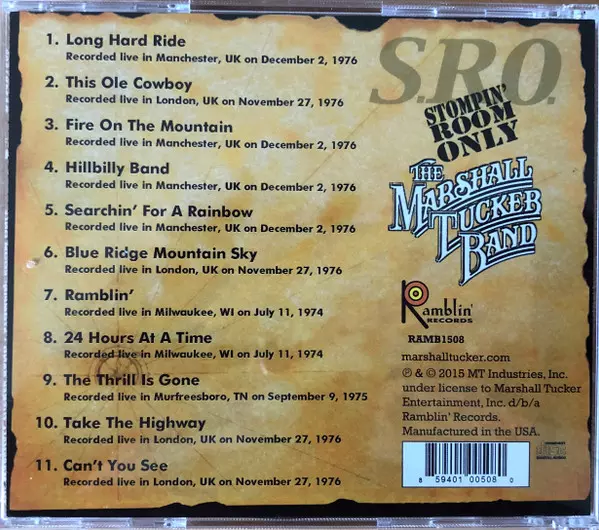 1. Long Hard Ride
Recorded live in Manchester, UK on December 2, 1976
2. This Ole Cowboy
Recorded live in London, UK on November 27, 1976
3. Fire On The Mountain
Recorded live in Manchester, UK on December 2, 1976
4. Hillbilly Band
Recorded live in Manchester, UK on December 2, 1976
5. Searchin' For A Rainbow
Recorded live in Manchester, UK on December 2, 1976
6. Blue Ridge Mountain Sky
Recorded live in London, UK on November 27, 1976
7. Ramblin'
Recorded live in Milwaukee, WI on July 11, 1974
8. 24 Hours At A Time
Recorded live in Milwaukee, WI on July 11, 1974
9. The Thrill Is Gone
Recorded live in Murfreesboro, TN on September 9, 1975
10. Take The Highway
Recorded live in London, UK on November 27, 1976
11. Can't You See
Recorded live in London, UK on November 27, 1976
S.R.O.
STOMPIN'
ROOM
ONLY
THE
MARSHALL
TUCKER
BAND
Ramblin'
RECORDS
RAMB1508
marshalltucker.com
℗ & © 2015 MT Industries, Inc.
under license to Marshall Tucker
Entertainment, Inc. d/b/a
Ramblin' Records.
Manufactured in the USA.
8 59401 00508 0